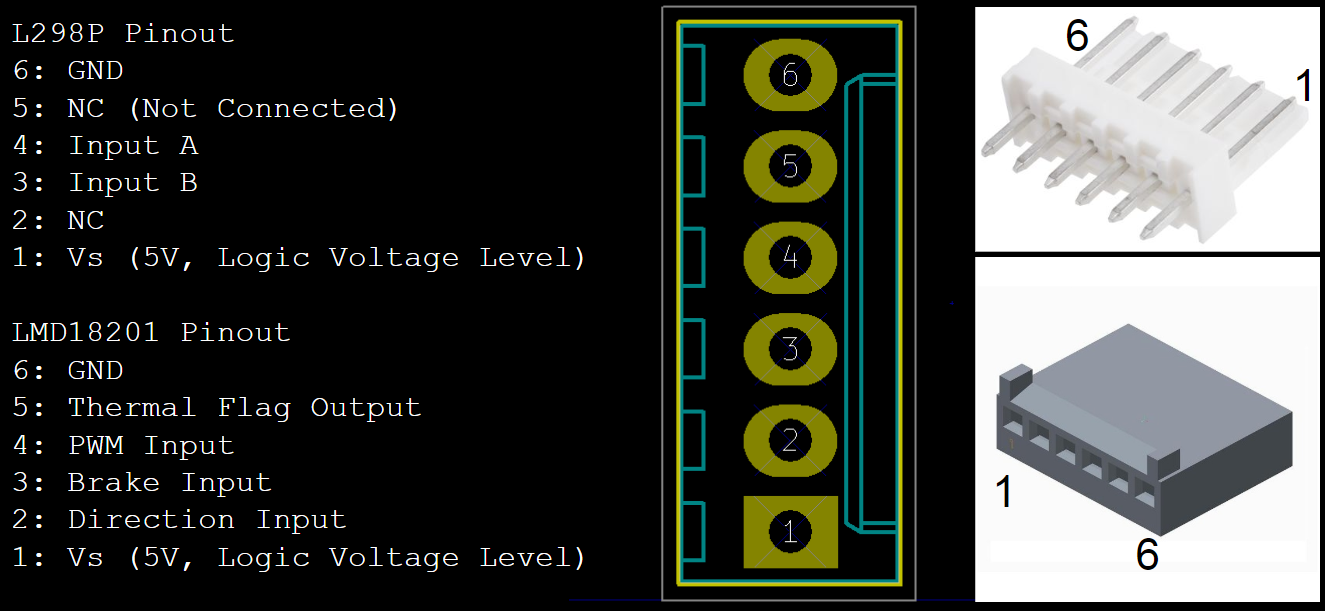 L298P Pinout
6: GND
5: NC (Not Connected)
4: Input A
3: Input B
2: NC
1: Vs (5V, Logic Voltage Level)
LMD18201 Pinout
6: GND
5: Thermal Flag Output
4: PWM Input
3: Brake Input
2: Direction Input
1: Vs (5V, Logic Voltage Level)
6
5
4
3
2
1
6
1
1
1
6